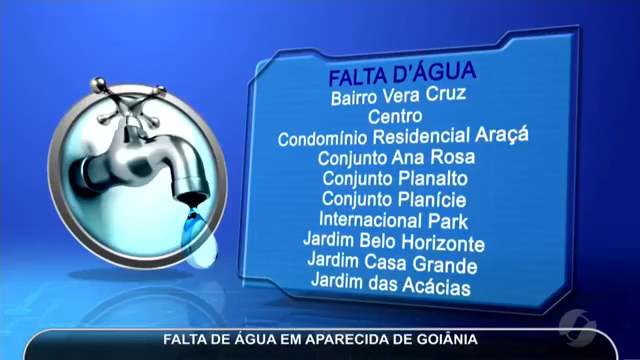 FALTA D'ÁGUA
Bairro Vera Cruz
Centro
Condomínio Residencial Araçá
Conjunto Ana Rosa
Conjunto Planalto
Conjunto Planície
Internacional Park
Jardim Belo Horizonte
Jardim Casa Grande
Jardim das Acácias
FALTA DE ÁGUA EM APARECIDA DE GOIÂNIA